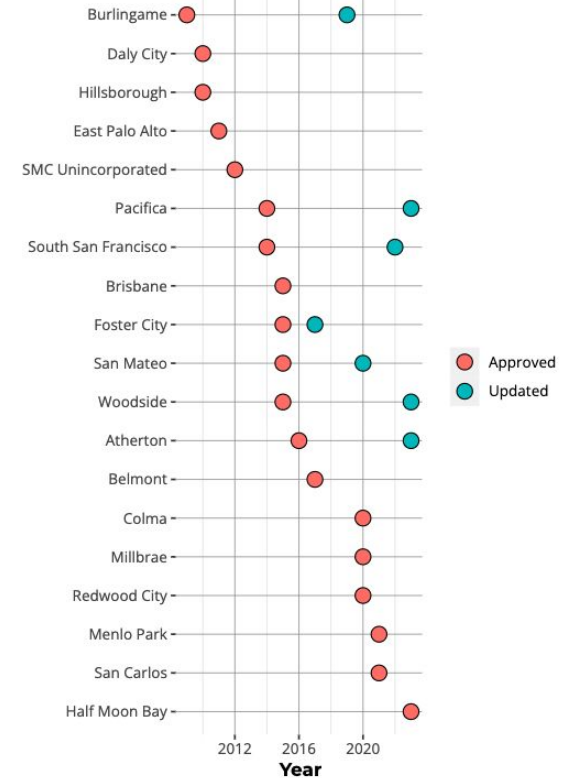 Burlingame
Daly City
Hillsborough
East Palo Alto
SMC Unincorporated
Pacifica
South San Francisco
Brisbane
Foster City
San Mateo
Woodside
Atherton
Belmont
Colma
Millbrae
Redwood City
Menlo Park
San Carlos
Half Moon Bay
Approved
Updated
2012 2016 2020
Year